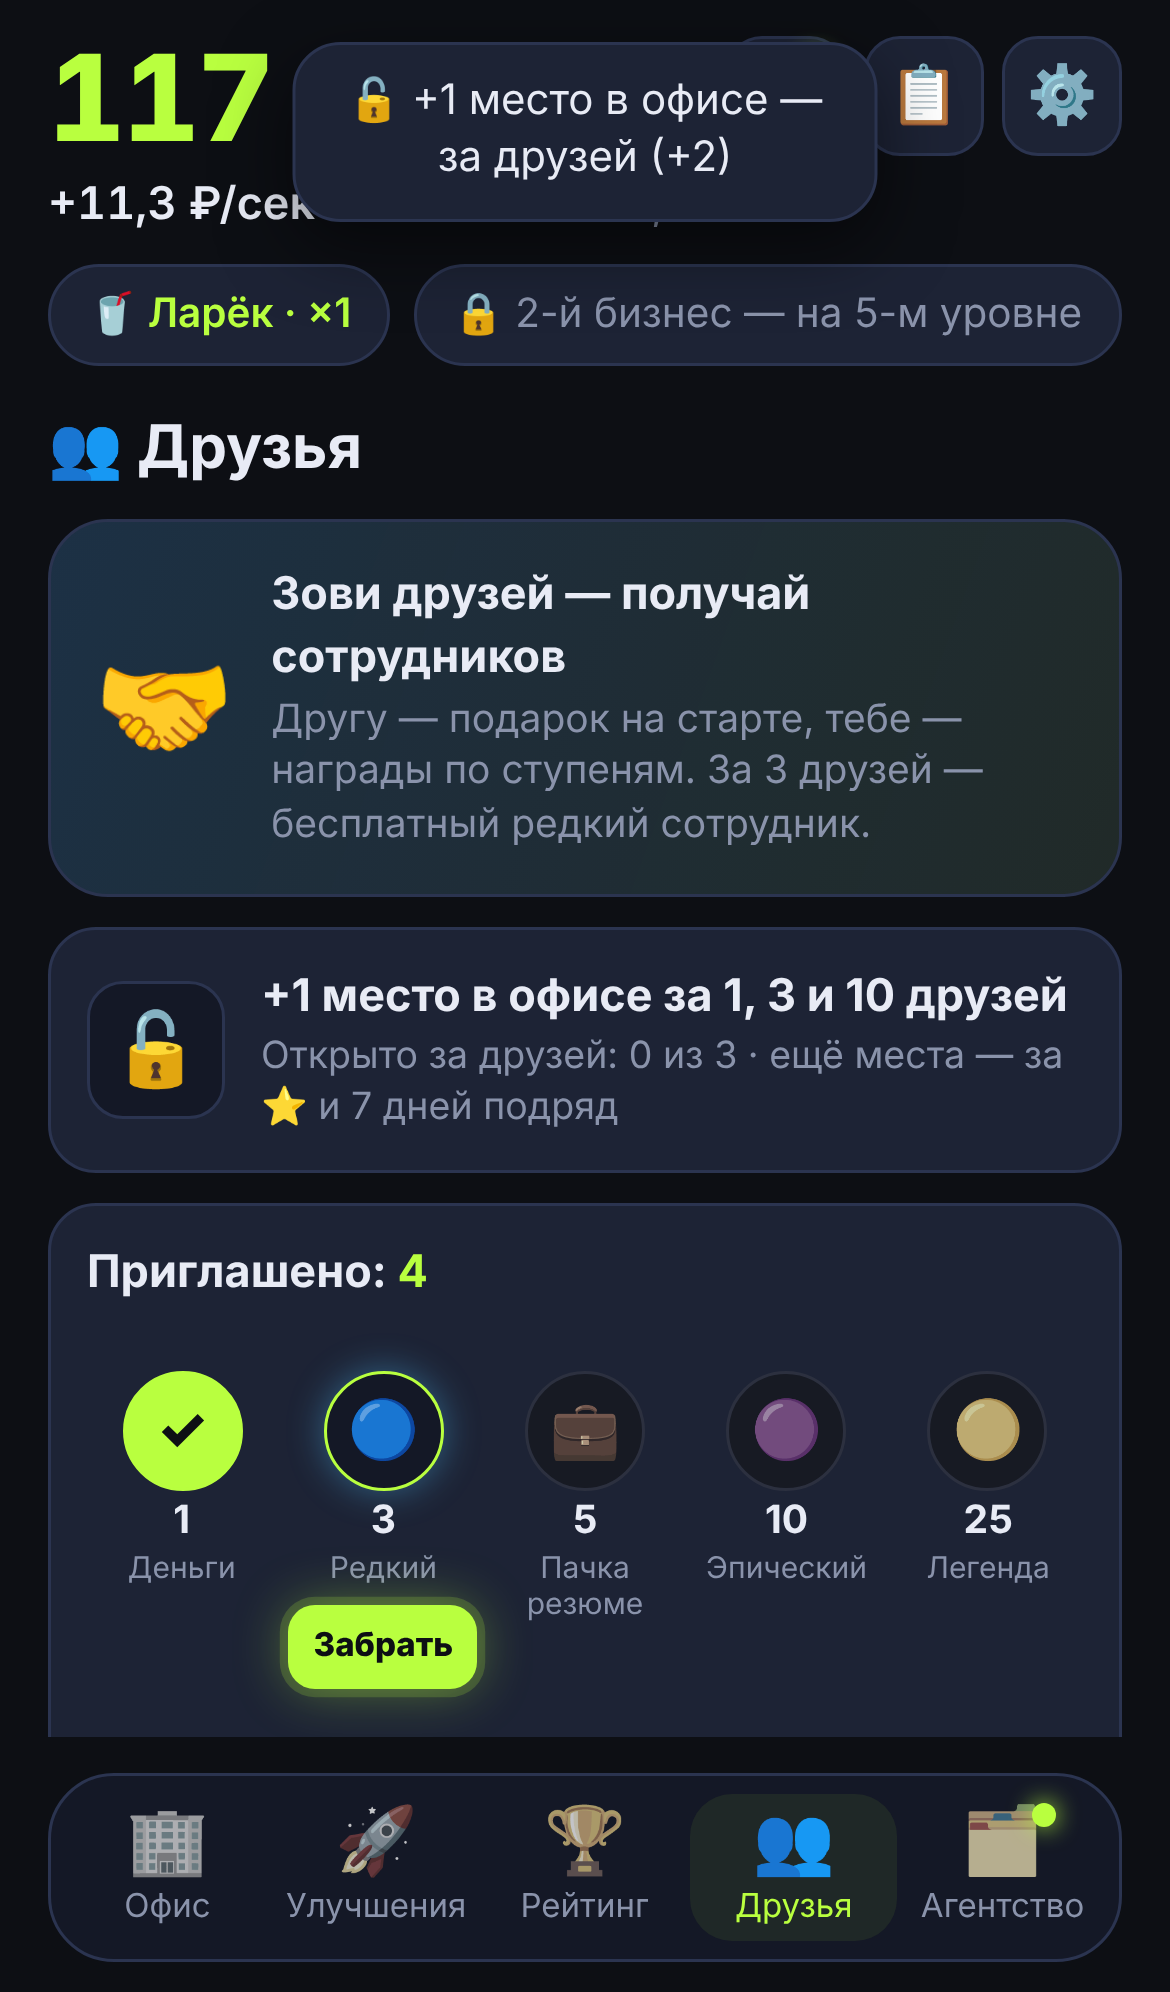 117
+1 место в офисе —
за друзей (+2)
+11,3 ₽/сек
Ларёк · ×1
2-й бизнес — на 5-м уровне
Друзья
Зови друзей — получай
сотрудников
Другу — подарок на старте, тебе —
награды по ступеням. За 3 друзей —
бесплатный редкий сотрудник.
+1 место в офисе за 1, 3 и 10 друзей
Открыто за друзей: 0 из 3 · ещё места — за
⭐ и 7 дней подряд
Приглашено: 4
1 3 5 10 25
Деньги Редкий Пачка резюме Эпический Легенда
Забрать
Офис Улучшения Рейтинг Друзья Агентство